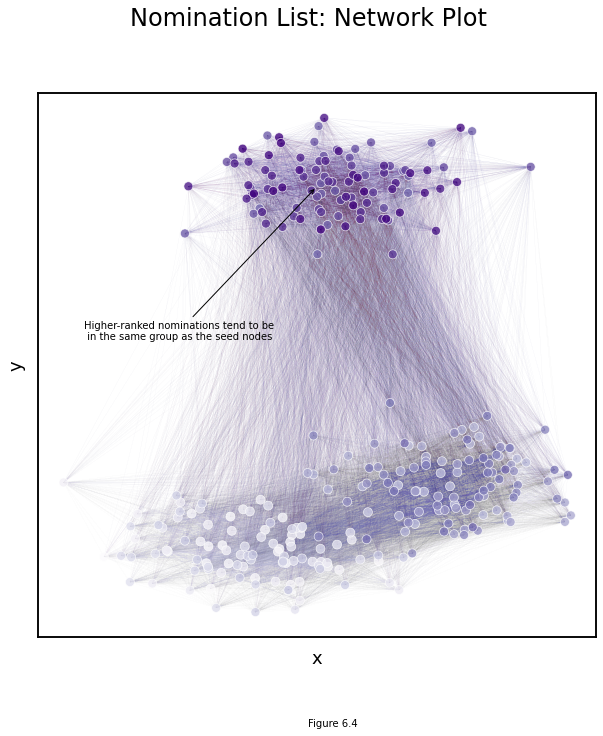 Nomination List: Network Plot
Higher-ranked nominations tend to be
in the same group as the seed nodes
y
x
Figure 6.4